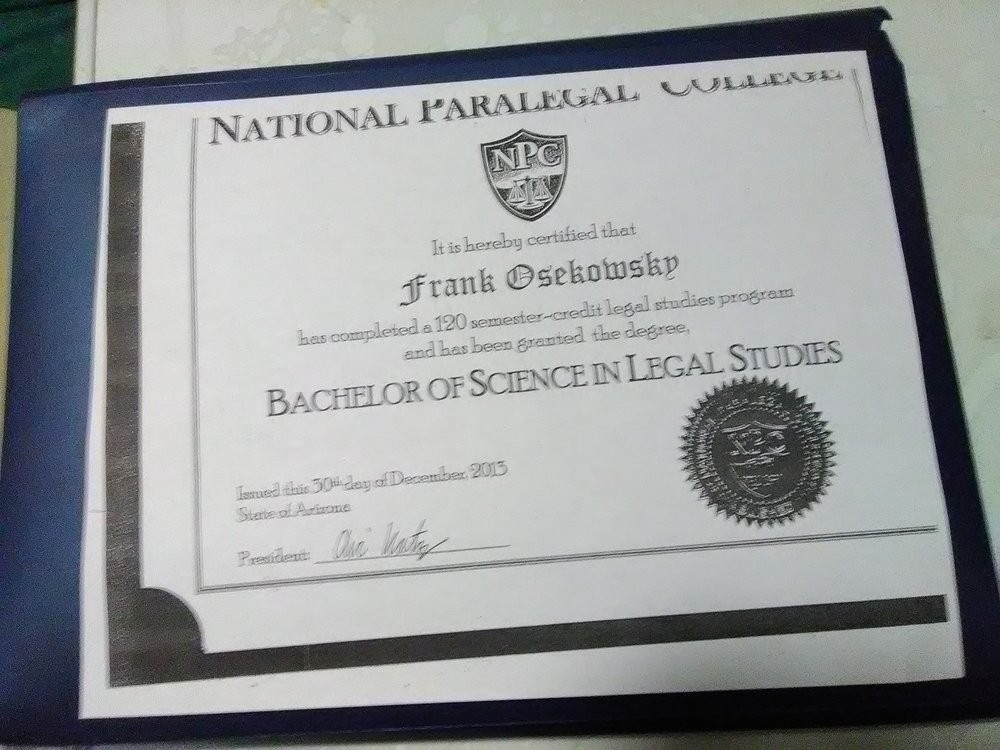 NATIONAL PARALEGAL COLLEGE
NPC
It is hereby certified that
Frank Osekowsky
has completed a 120 semester-credit legal studies program
and has been granted the degree,
BACHELOR OF SCIENCE IN LEGAL STUDIES
Issued this 30th day of December, 2013
State of Arizona
President: